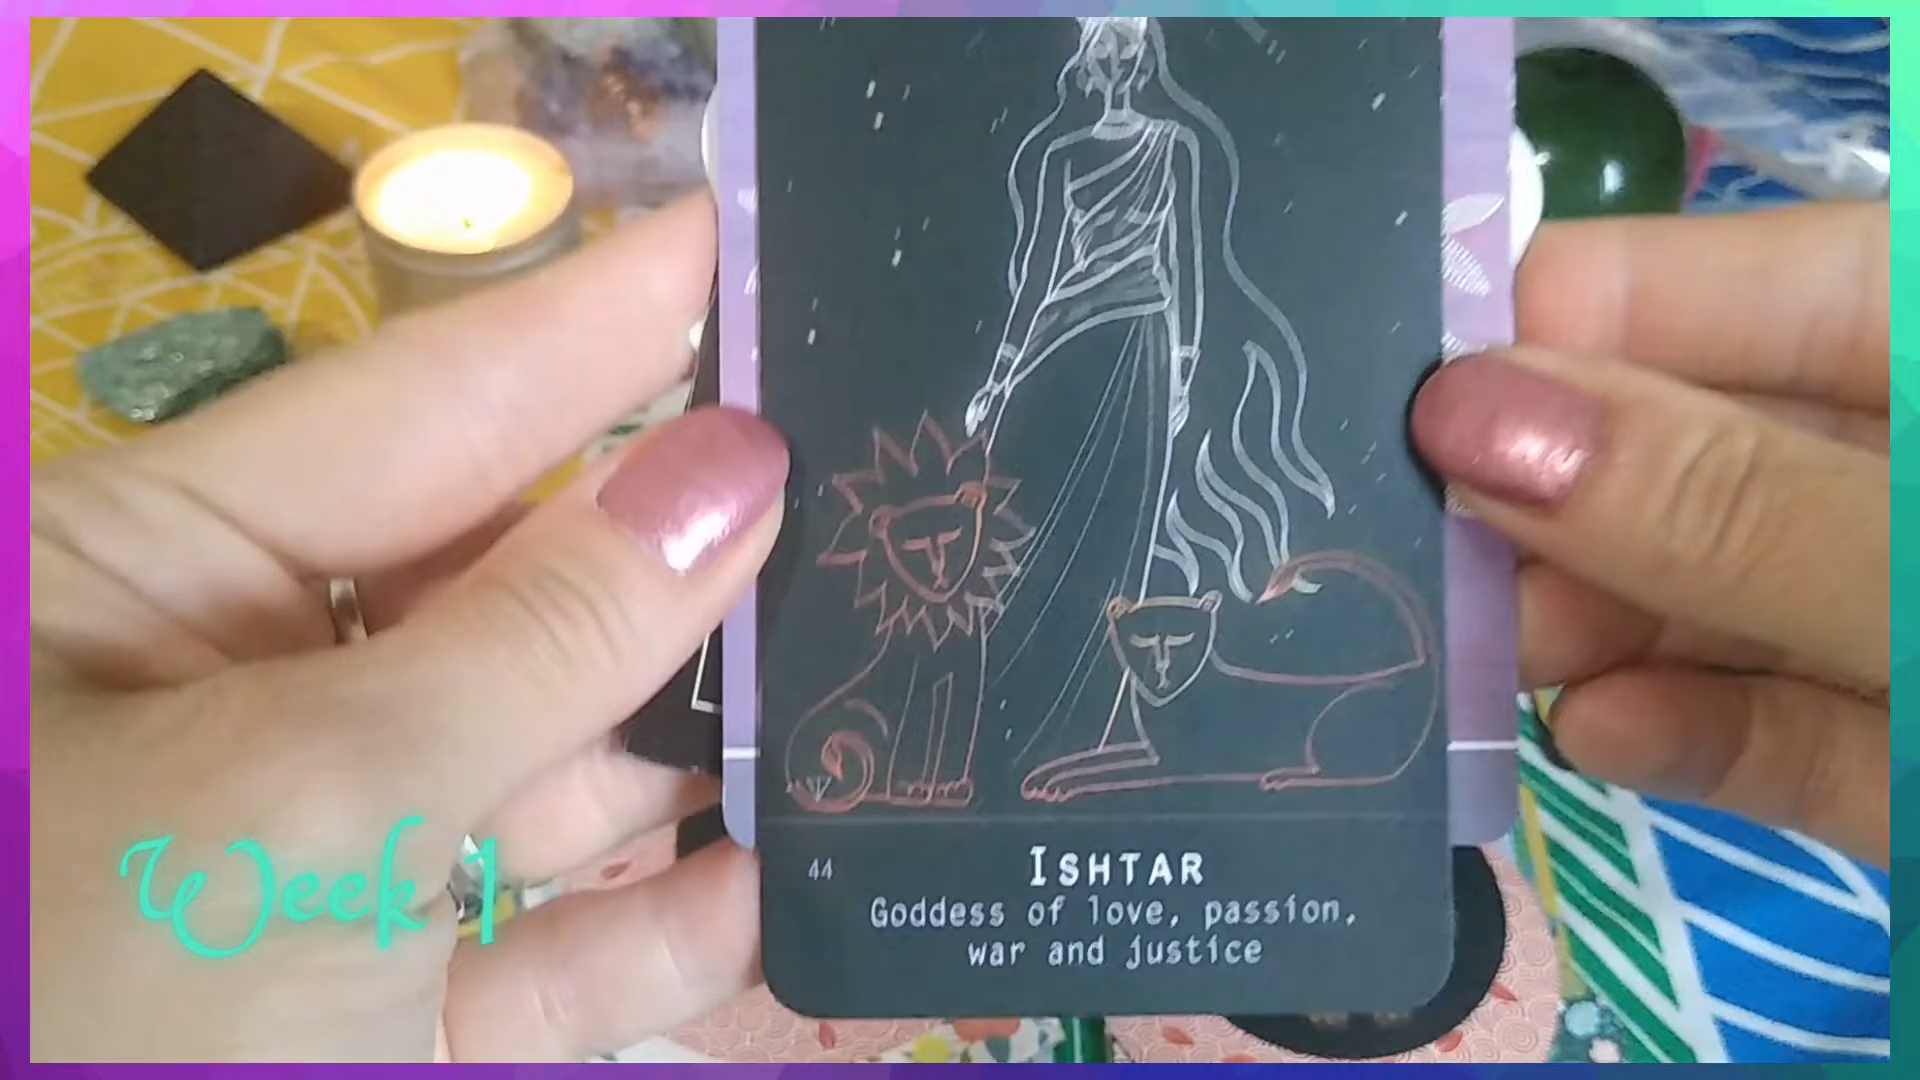 Week 1
44
ISHTAR
Goddess of love, passion,
war and justice